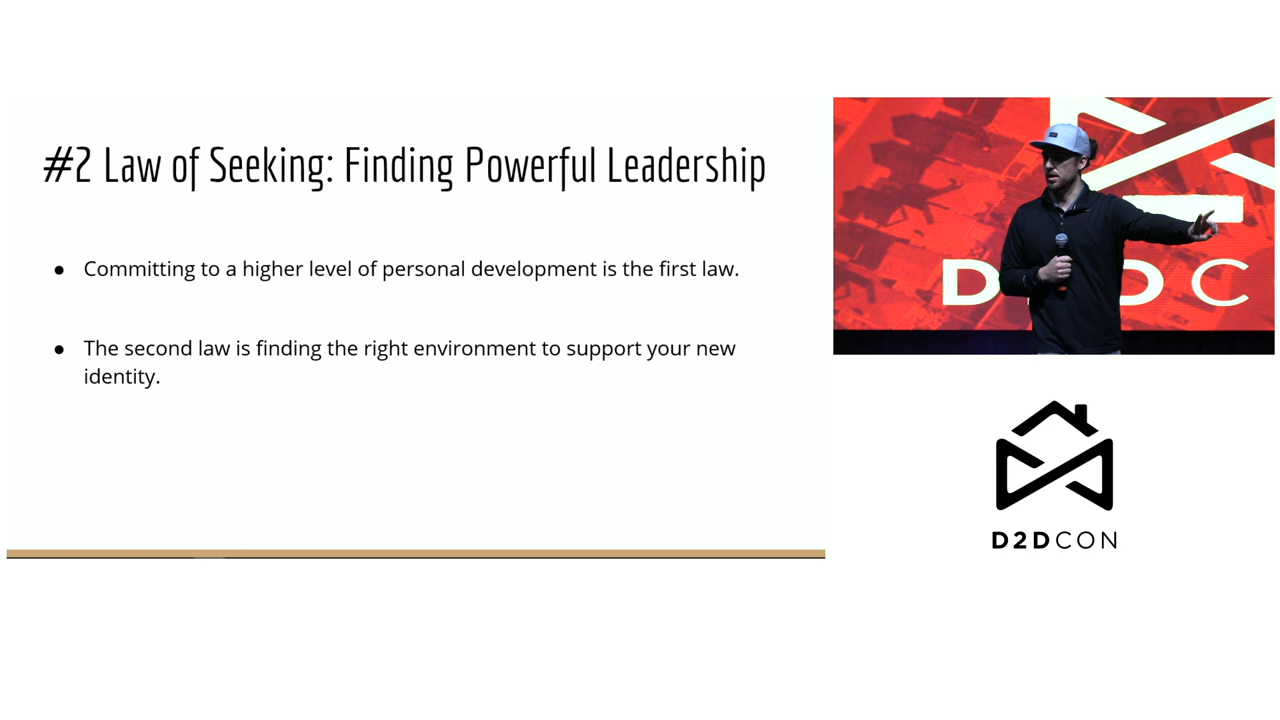 #2 Law of Seeking: Finding Powerful Leadership
● Committing to a higher level of personal development is the first law.
● The second law is finding the right environment to support your new
identity.
D D C
D2DCON